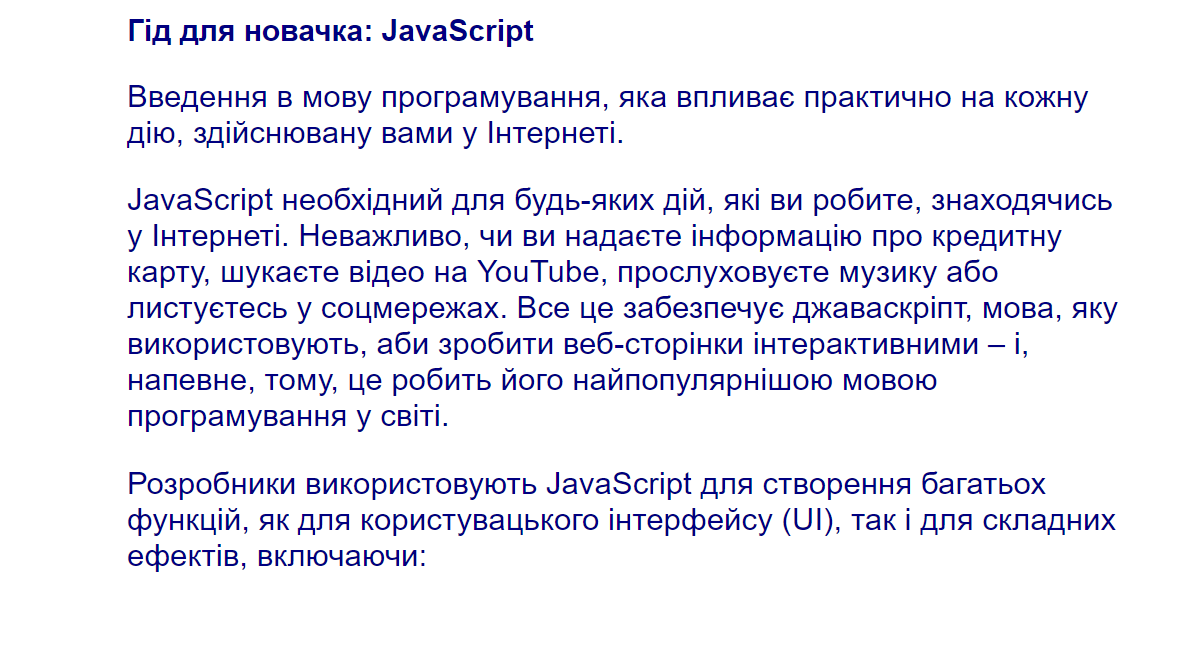 Гід для новачка: JavaScript
Введення в мову програмування, яка впливає практично на кожну
дію, здійснювану вами у Інтернеті.
JavaScript необхідний для будь-яких дій, які ви робите, знаходячись
у Інтернеті. Неважливо, чи ви надаєте інформацію про кредитну
карту, шукаєте відео на YouTube, прослуховуєте музику або
листуєтесь у соцмережах. Все це забезпечує джаваскріпт, мова, яку
використовують, аби зробити веб-сторінки інтерактивними – і,
напевне, тому, це робить його найпопулярнішою мовою
програмування у світі.
Розробники використовують JavaScript для створення багатьох
функцій, як для користувацького інтерфейсу (UI), так і для складних
ефектів, включаючи: